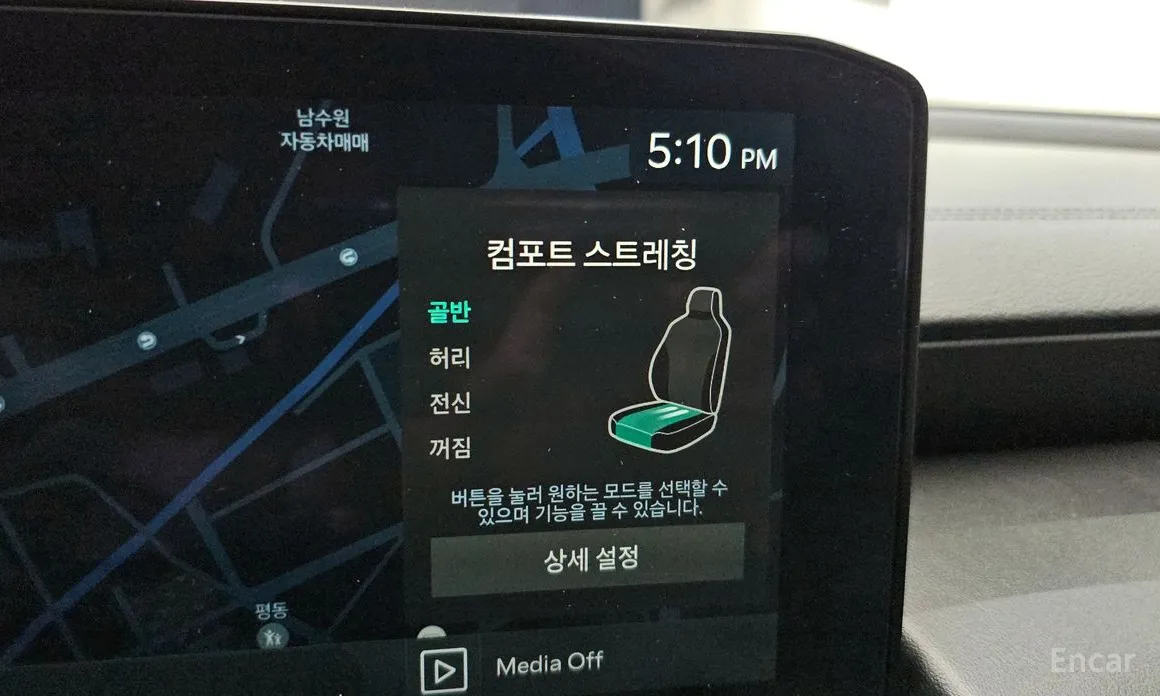 남수원
자동차매매
5:10 PM
컴포트 스트레칭
골반
허리
전신
꺼짐
버튼을 눌러 원하는 모드를 선택할 수
있으며 기능을 끌 수 있습니다.
상세 설정
평동
Media Off
Encar